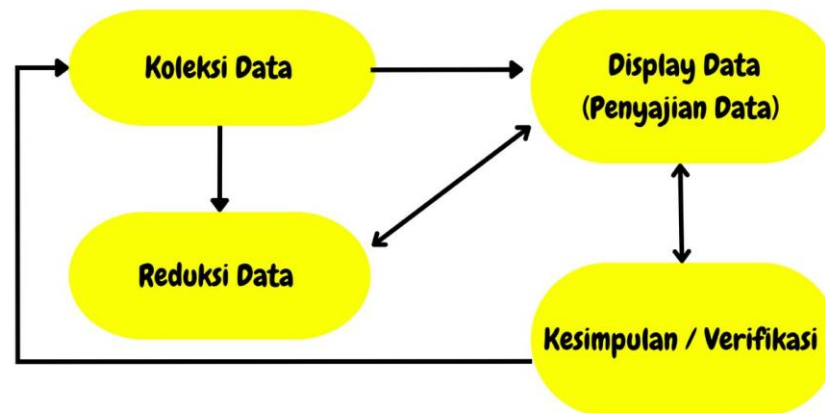 Koleksi Data
Display Data
(Penyajian Data)
Reduksi Data
Kesimpulan / Verifikasi